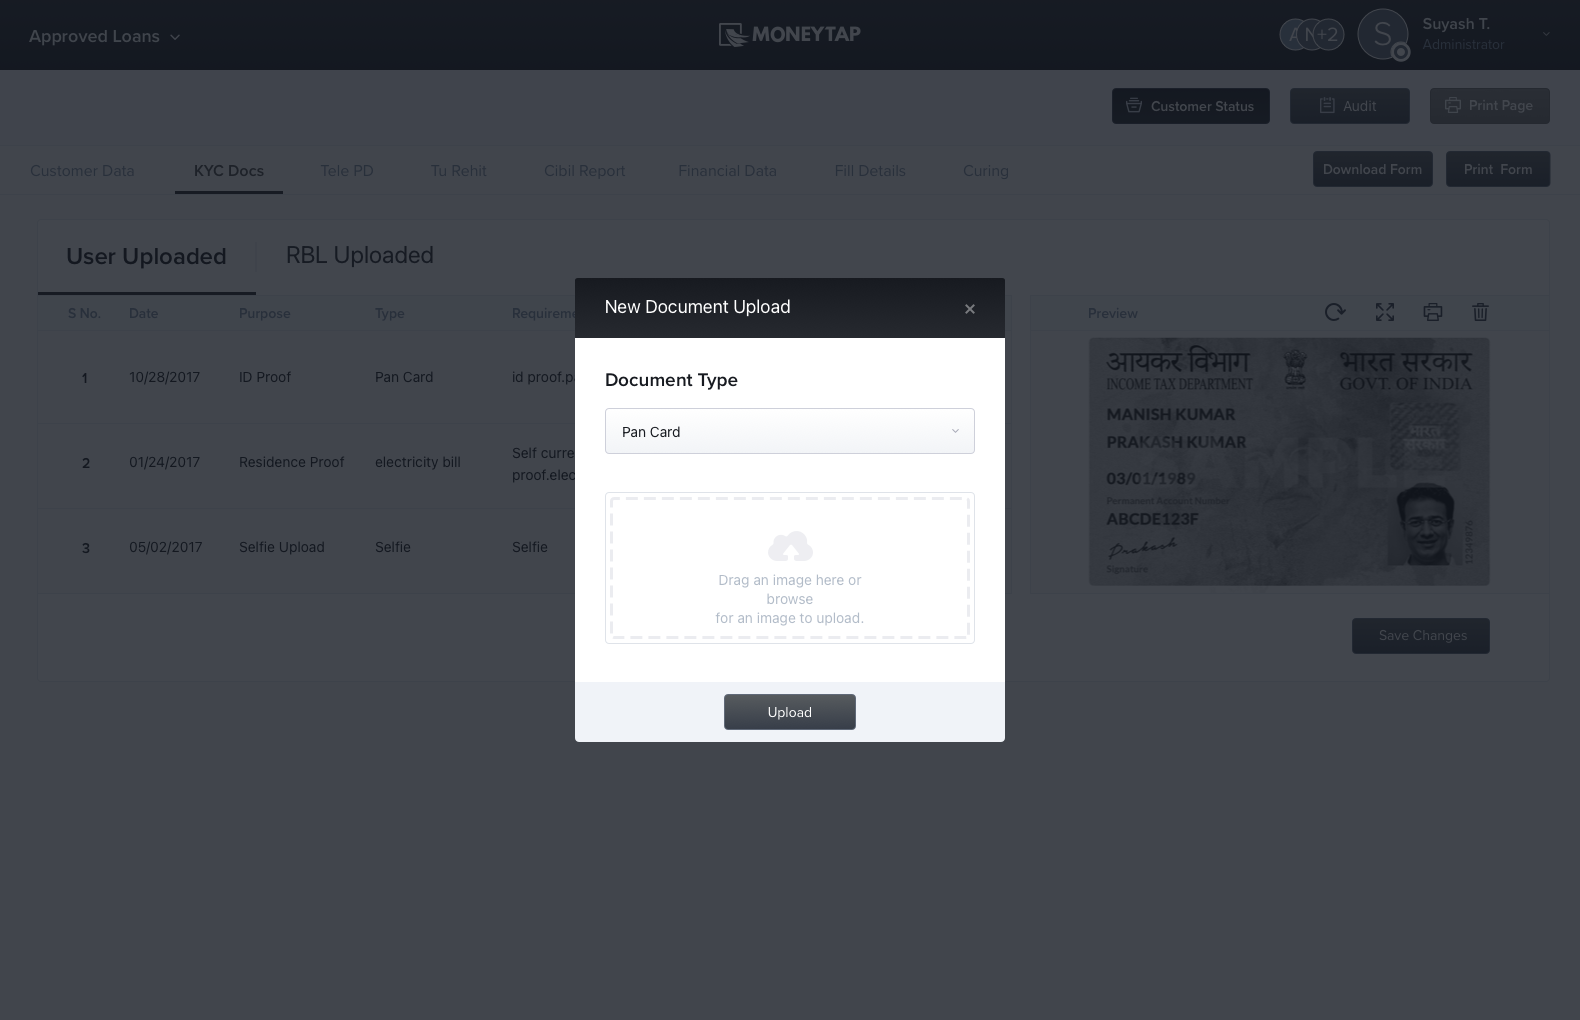 Approved Loans
MONEYTAP
A N +2
S
Suyash T.
Administrator
Customer Status
Audit
Print Page
Customer Data
KYC Docs
Tele PD
Tu Rehit
Cibil Report
Financial Data
Fill Details
Curing
Download Form
Print Form
User Uploaded
RBL Uploaded
S No.
Date
Purpose
Type
Requireme
1
10/28/2017
ID Proof
Pan Card
id proof.pa
2
01/24/2017
Residence Proof
electricity bill
Self curre
proof.elec
3
05/02/2017
Selfie Upload
Selfie
Selfie
New Document Upload
×
Document Type
Pan Card
Drag an image here or
browse
for an image to upload.
Upload
Preview
आयकर विभाग
भारत सरकार
INCOME TAX DEPARTMENT
GOVT. OF INDIA
MANISH KUMAR
PRAKASH KUMAR
भारत
सरकार
03/01/1989
Permanent Account Number
ABCDE123F
Prakash
Signature
Save Changes